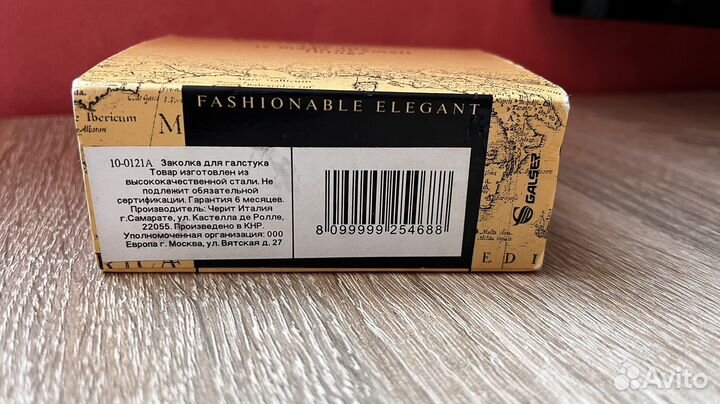 FASHIONABLE ELEGANT
Ibericum
Alboran
M
10-0121A Заколка для галстука
Товар изготовлен из
высококачественной стали. Не
подлежит обязательной
сертификации. Гарантия 6 месяцев.
Производитель: Черит Италия
г.Самарате, ул. Кастелла де Ролле,
22055. Произведено в КНР.
Уполномоченная организация: ООО
Европа г. Москва, ул. Вятская д. 27
8 099999 254688
GALSER
E D I
Avito